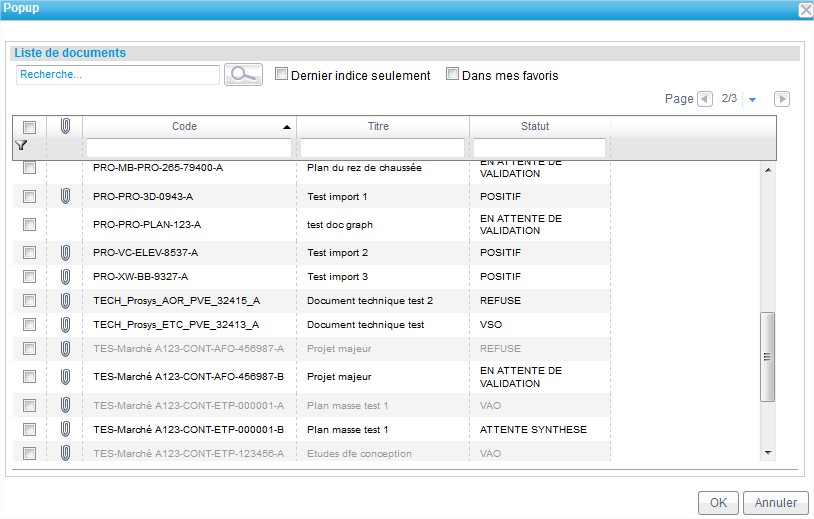 Popup
Liste de documents
Recherche...
Dernier indice seulement
Dans mes favoris
Page 2/3
Code Titre Statut
PRO-MB-PRO-265-79400-A Plan du rez de chaussée EN ATTENTE DE
VALIDATION
PRO-PRO-3D-0943-A Test import 1 POSITIF
PRO-PRO-PLAN-123-A test doc graph EN ATTENTE DE
VALIDATION
PRO-VC-ELEV-8537-A Test import 2 POSITIF
PRO-XW-BB-9327-A Test import 3 POSITIF
TECH_Prosys_AOR_PVE_32415_A Document technique test 2 REFUSE
TECH_Prosys_ETC_PVE_32413_A Document technique test VSO
TES-Marché A123-CONT-AFO-456987-A Projet majeur REFUSE
TES-Marché A123-CONT-AFO-456987-B Projet majeur EN ATTENTE DE
VALIDATION
TES-Marché A123-CONT-ETP-000001-A Plan masse test 1 VAO
TES-Marché A123-CONT-ETP-000001-B Plan masse test 1 ATTENTE SYNTHESE
TES-Marché A123-CONT-ETP-123456-A Etudes dfe conception VAO
OK Annuler